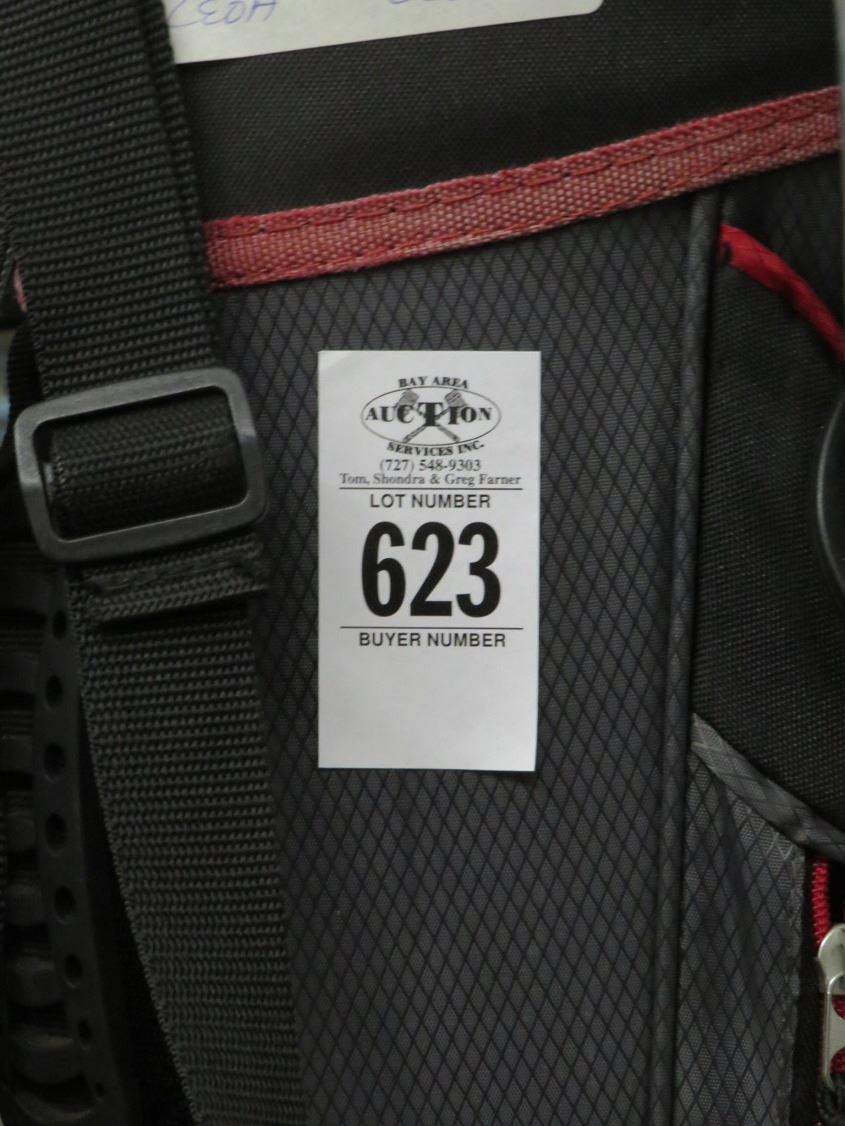 BAY AREA
AUCTION
SERVICES INC.
(727) 548-9303
Tom, Shondra & Greg Farner
LOT NUMBER
623
BUYER NUMBER